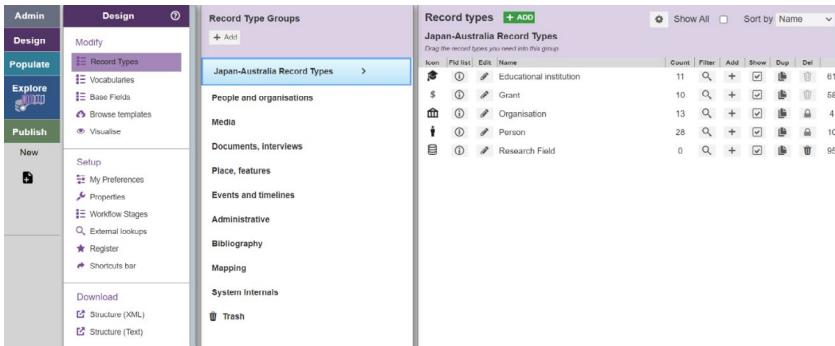 Admin
Design
Populate
Explore
Publish
New
Design
Modify
Record Types
Vocabularies
Base Fields
Browse templates
Visualise
Setup
My Preferences
Properties
Workflow Stages
External lookups
Register
Shortcuts bar
Download
Structure (XML)
Structure (Text)
Record Type Groups
+ Add
Japan-Australia Record Types >
People and organisations
Media
Documents, interviews
Place, features
Events and timelines
Administrative
Bibliography
Mapping
System Internals
Trash
Record types + ADD Show All Sort by Name
Japan-Australia Record Types
Drag the record types you need into this group
Icon Fld list Edit Name Count Filter Add Show Dup Del
Educational institution 11 + 61
$ Grant 10 + 58
Organisation 13 + 4
Person 28 + 10
Research Field 0 + 95